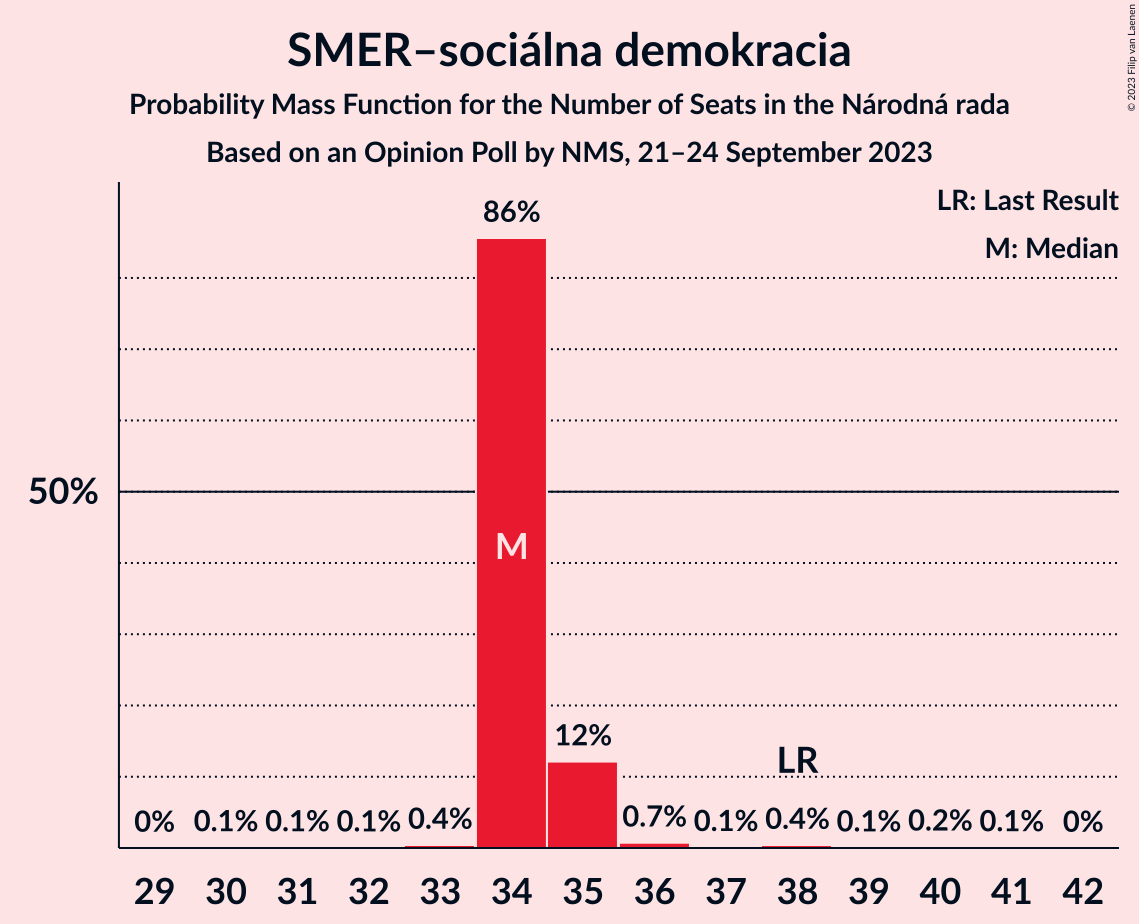 SMER–sociálna demokracia
Probability Mass Function for the Number of Seats in the Národná rada
Based on an Opinion Poll by NMS, 21–24 September 2023
© 2023 Filip van Laenen
LR: Last Result
M: Median
86%
50%
M
12%
LR
0% 0.1% 0.1% 0.1% 0.4% 0.7% 0.1% 0.4% 0.1% 0.2% 0.1% 0%
29 30 31 32 33 34 35 36 37 38 39 40 41 42